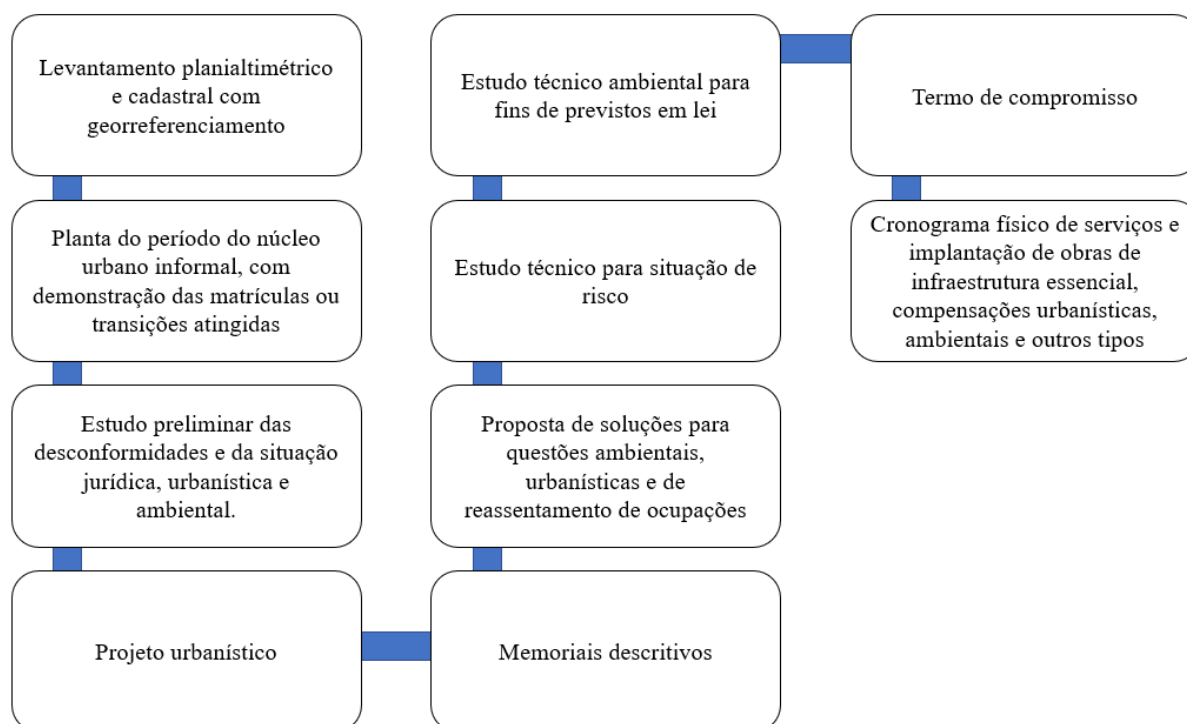 Levantamento planialtimétrico
e cadastral com
georreferenciamento
Planta do período do núcleo
urbano informal, com
demonstração das matrículas ou
transições atingidas
Estudo preliminar das
desconformidades e da situação
jurídica, urbanística e
ambiental.
Projeto urbanístico
Memoriais descritivos
Proposta de soluções para
questões ambientais,
urbanísticas e de
reassentamento de ocupações
Estudo técnico para situação de
risco
Estudo técnico ambiental para
fins de previstos em lei
Termo de compromisso
Cronograma físico de serviços e
implantação de obras de
infraestrutura essencial,
compensações urbanísticas,
ambientais e outros tipos